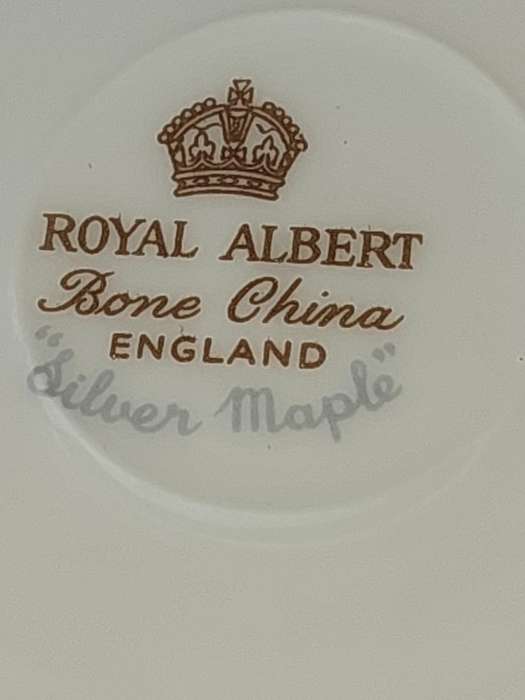 ROYAL ALBERT
Bone China
ENGLAND
"Silver Maple"